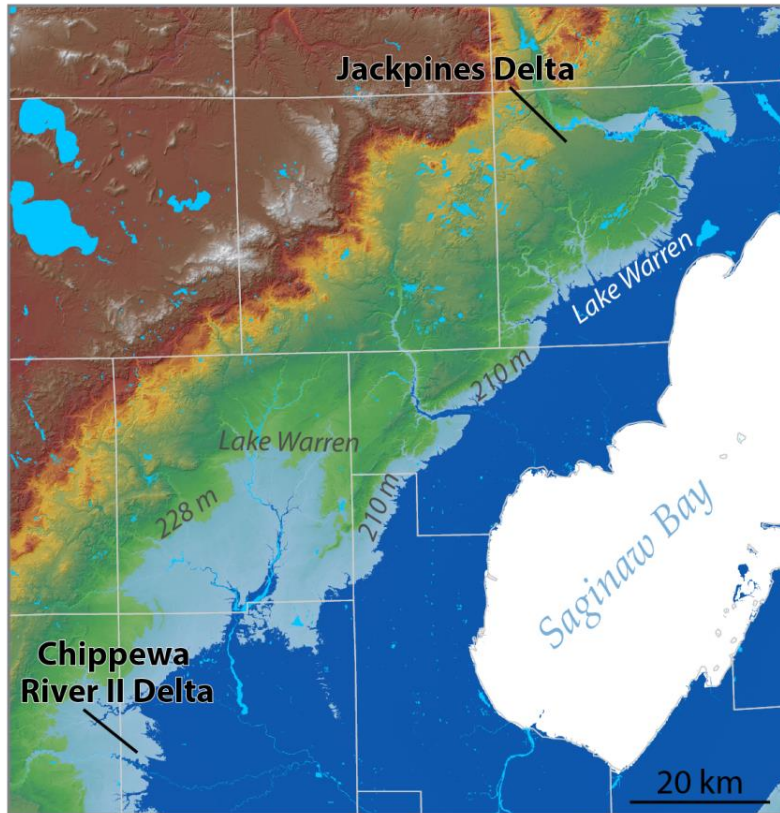 Jackpines Delta
Lake Warren
210 m
Lake Warren
228 m
210 m
Saginaw Bay
Chippewa
River II Delta
20 km